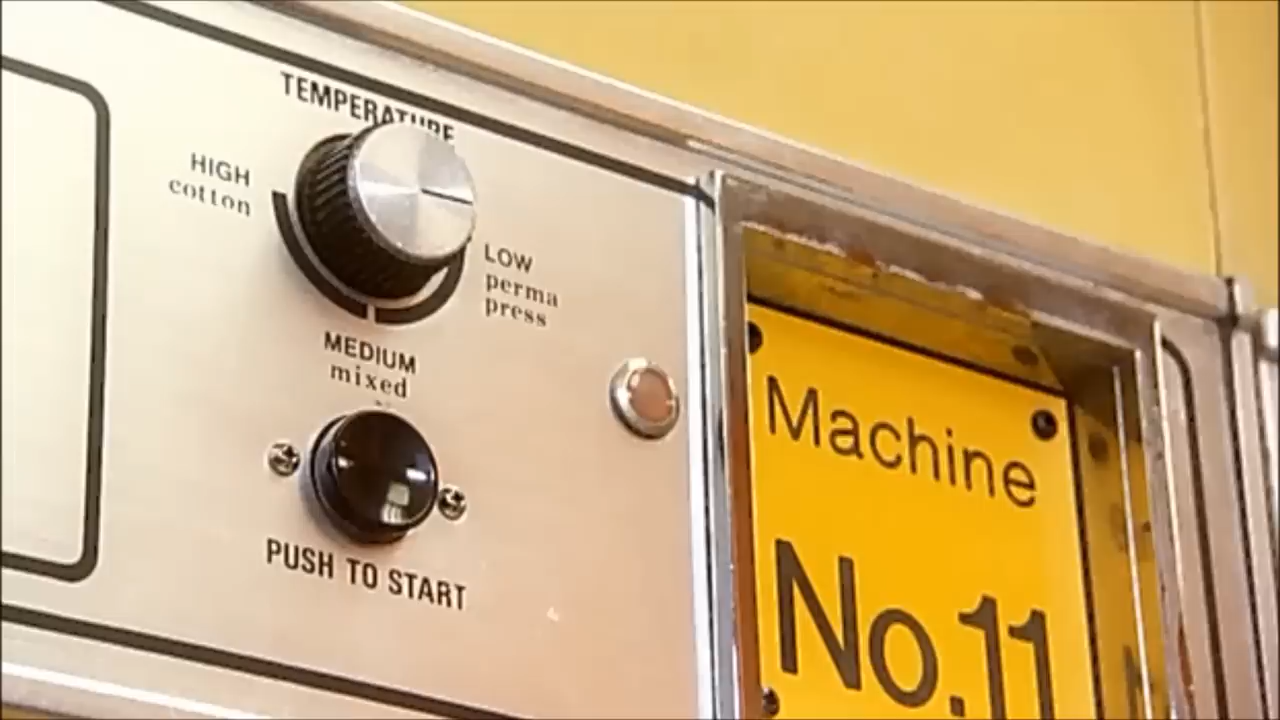 TEMPERATURE
HIGH
cotton
LOW
perma
press
MEDIUM
mixed
PUSH TO START
Machine
No.11